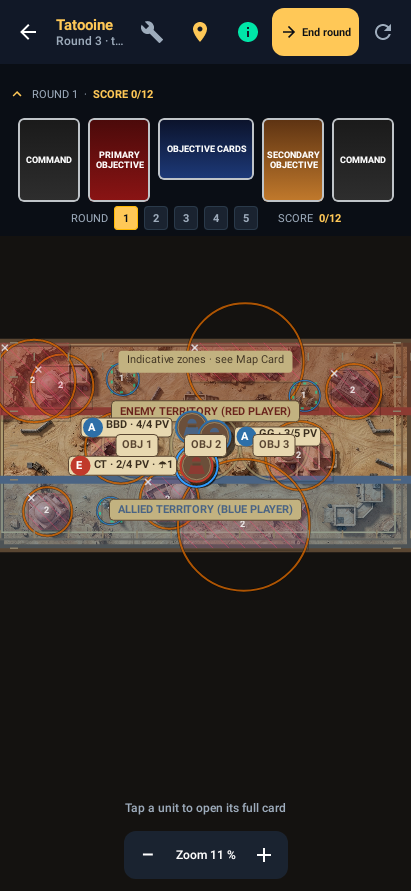 Tatooine
Round 3 · t...
End round
ROUND 1 · SCORE 0/12
COMMAND
PRIMARY OBJECTIVE
OBJECTIVE CARDS
SECONDARY OBJECTIVE
COMMAND
ROUND 1 2 3 4 5 SCORE 0/12
Indicative zones · see Map Card
2
2
1
1
2
ENEMY TERRITORY (RED PLAYER)
A BBD · 4/4 PV
A GG · 3/5 PV
OBJ 1
OBJ 2
OBJ 3
2
E CT · 2/4 PV · ☂1
2
2
ALLIED TERRITORY (BLUE PLAYER)
2
Tap a unit to open its full card
− Zoom 11 % +